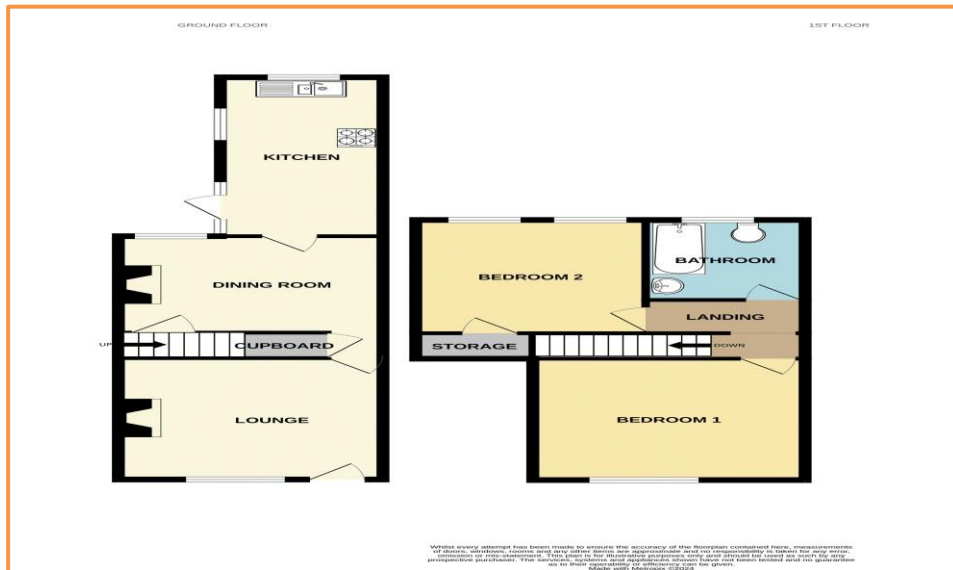 GROUND FLOOR
1ST FLOOR
KITCHEN
DINING ROOM
UP
CUPBOARD
LOUNGE
BEDROOM 2
BATHROOM
LANDING
STORAGE
DOWN
BEDROOM 1
Whilst every attempt has been made to ensure the accuracy of the floorplan contained here, measurements
of doors, windows, rooms and any other items are approximate and no responsibility is taken for any error,
omission or mis-statement. This plan is for illustrative purposes only and should be used as such by any
prospective purchaser. The services, systems and appliances shown have not been tested and no guarantee
as to their operability or efficiency can be given.
Made with Metropix ©2024